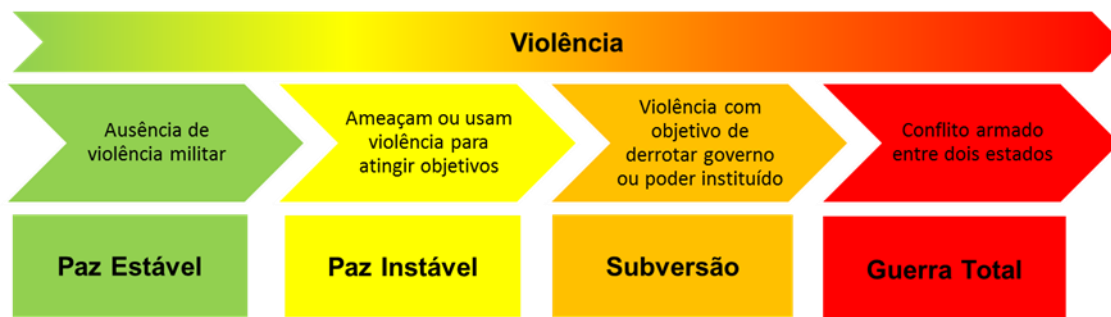 Violência
Ausência de
violência militar
Ameaçam ou usam
violência para
atingir objetivos
Violência com
objetivo de
derrotar governo
ou poder instituído
Conflito armado
entre dois estados
Paz Estável
Paz Instável
Subversão
Guerra Total